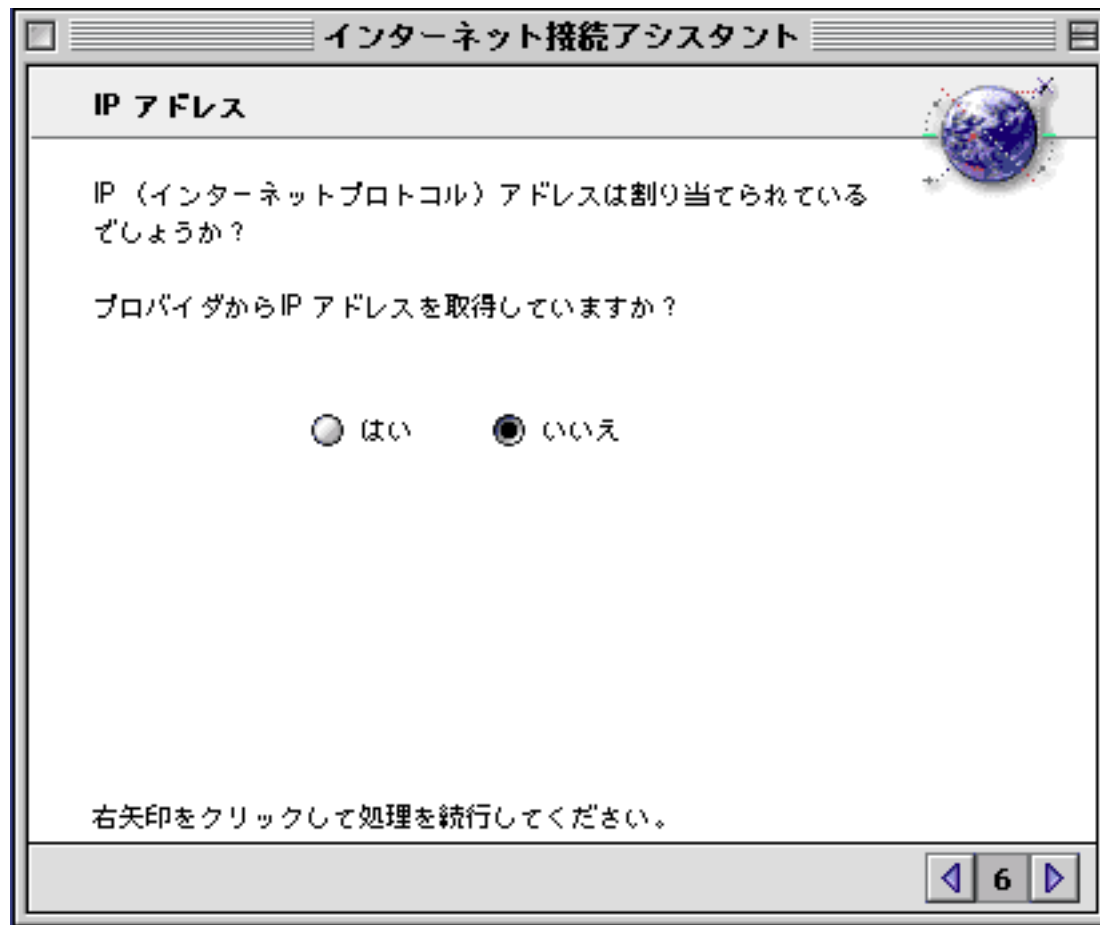 インターネット接続アシスタント
IP アドレス
IP （インターネットプロトコル）アドレスは割り当てられている
でしょうか？
プロバイダからIP アドレスを取得していますか？
はい いいえ
右矢印をクリックして処理を続行してください。
6